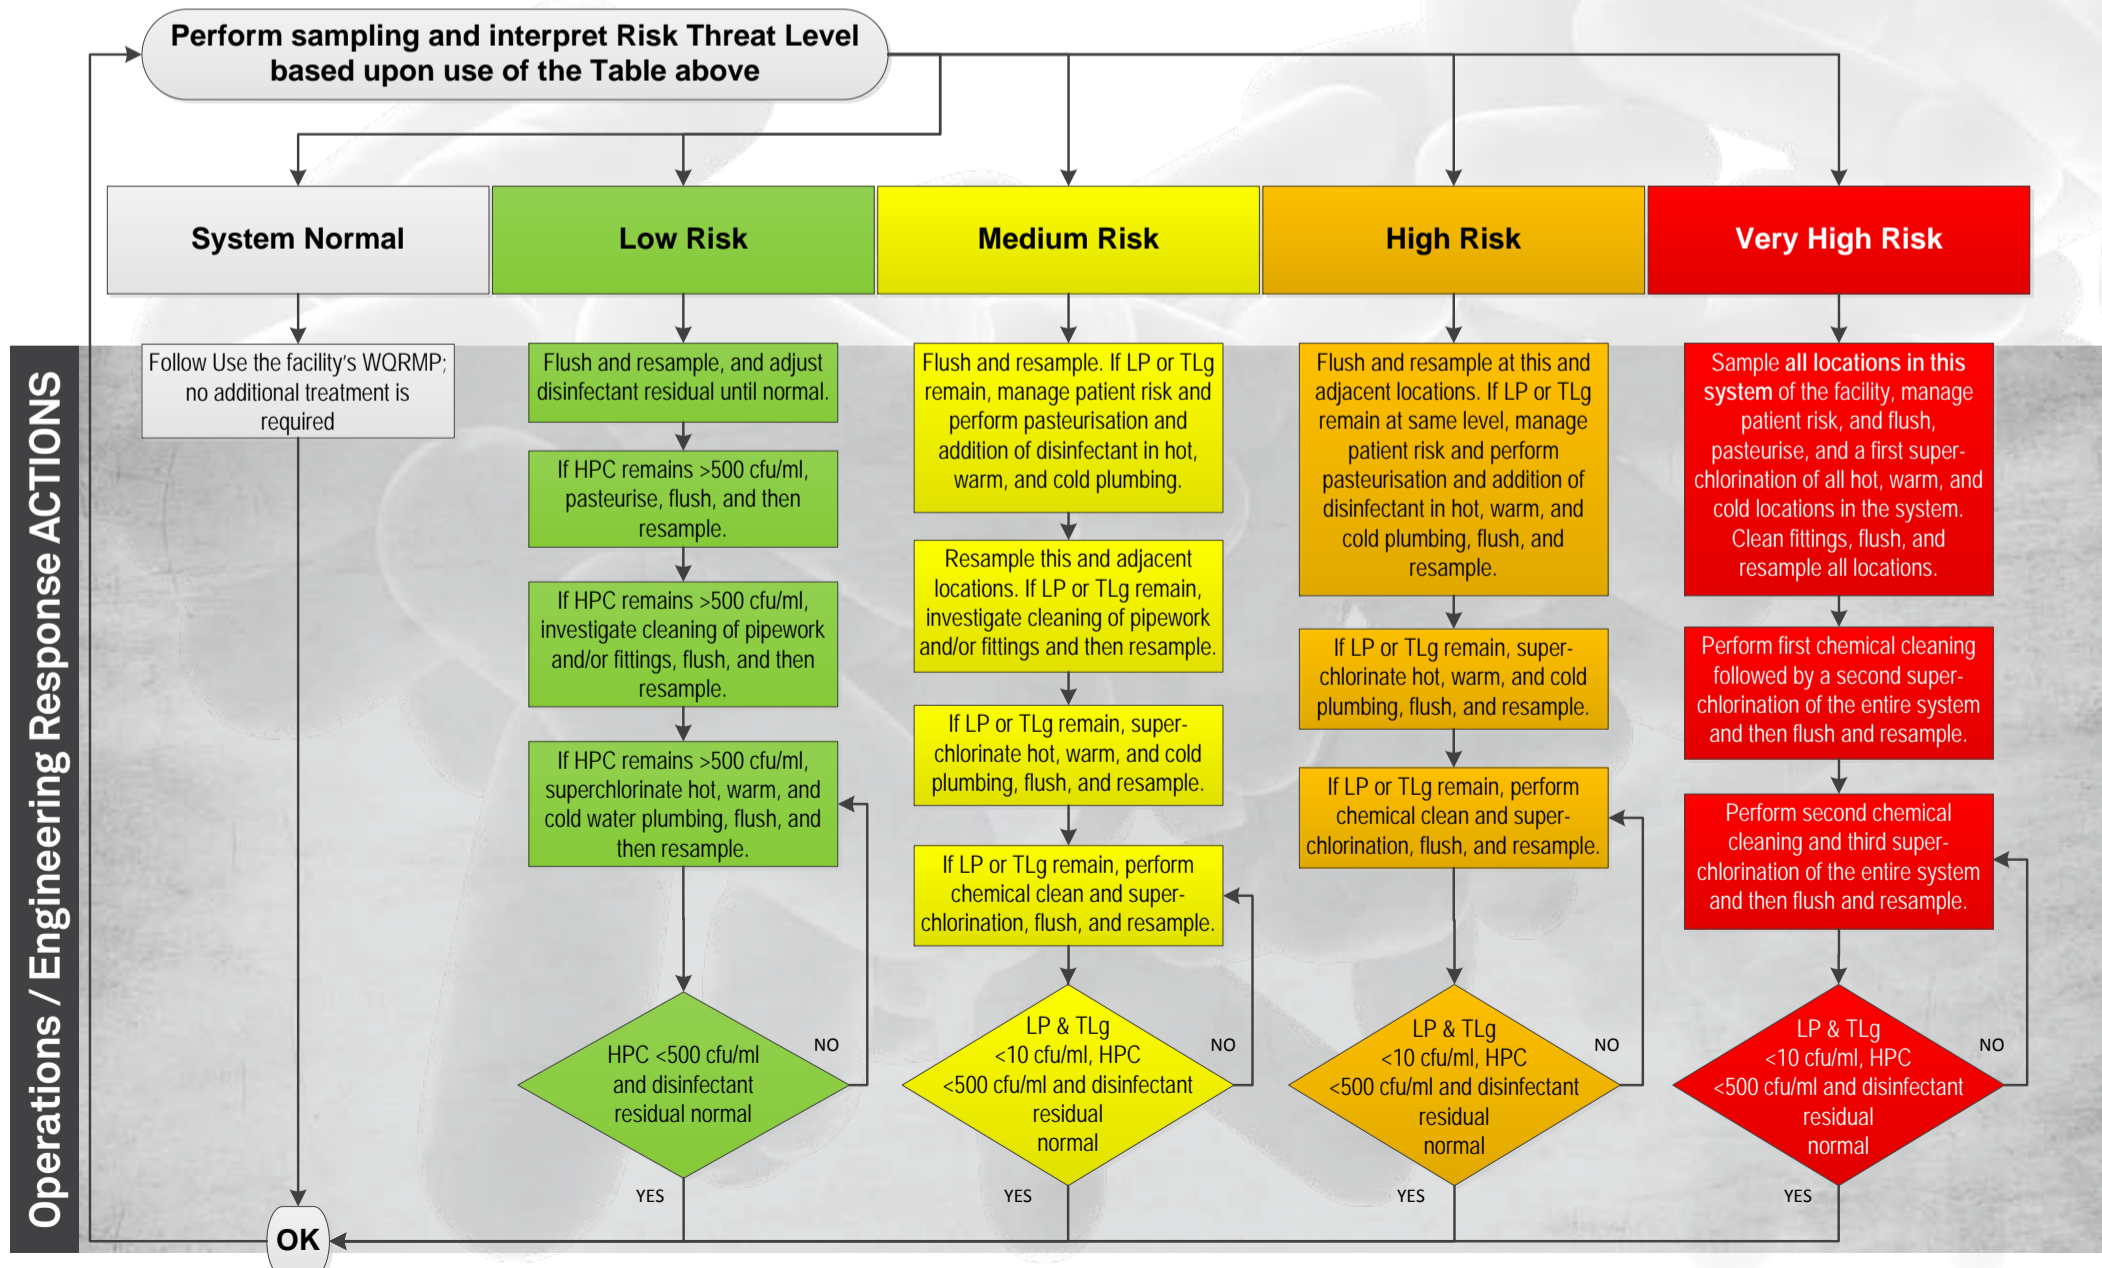 Perform sampling and interpret Risk Threat Level
based upon use of the Table above
System Normal
Low Risk
Medium Risk
High Risk
Very High Risk
Operations / Engineering Response ACTIONS
Follow Use the facility's WQRMP;
no additional treatment is
required
Flush and resample, and adjust
disinfectant residual until normal.
If HPC remains >500 cfu/ml,
pasteurise, flush, and then
resample.
If HPC remains >500 cfu/ml,
investigate cleaning of pipework
and/or fittings, flush, and then
resample.
If HPC remains >500 cfu/ml,
superchlorinate hot, warm, and
cold water plumbing, flush, and
then resample.
HPC <500 cfu/ml
and disinfectant
residual normal
NO
YES
Flush and resample. If LP or TLg
remain, manage patient risk and
perform pasteurisation and
addition of disinfectant in hot,
warm, and cold plumbing.
Resample this and adjacent
locations. If LP or TLg remain,
investigate cleaning of pipework
and/or fittings and then resample.
If LP or TLg remain, super-
chlorinate hot, warm, and cold
plumbing, flush, and resample.
If LP or TLg remain, perform
chemical clean and super-
chlorination, flush, and resample.
LP & TLg
<10 cfu/ml, HPC
<500 cfu/ml and disinfectant
residual
normal
NO
YES
Flush and resample at this and
adjacent locations. If LP or TLg
remain at same level, manage
patient risk and perform
pasteurisation and addition of
disinfectant in hot, warm, and
cold plumbing, flush, and
resample.
If LP or TLg remain, super-
chlorinate hot, warm, and cold
plumbing, flush, and resample.
If LP or TLg remain, perform
chemical clean and super-
chlorination, flush, and resample.
LP & TLg
<10 cfu/ml, HPC
<500 cfu/ml and disinfectant
residual
normal
NO
YES
Sample all locations in this
system of the facility, manage
patient risk, and flush,
pasteurise, and a first super-
chlorination of all hot, warm, and
cold locations in the system.
Clean fittings, flush, and
resample all locations.
Perform first chemical cleaning
followed by a second super-
chlorination of the entire system
and then flush and resample.
Perform second chemical
cleaning and third super-
chlorination of the entire system
and then flush and resample.
LP & TLg
<10 cfu/ml, HPC
<500 cfu/ml and disinfectant
residual
normal
NO
YES
OK